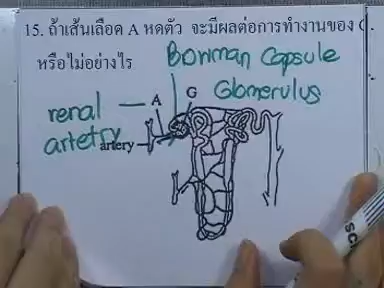 15. ถ้าเส้นเลือด A หดตัว จะมีผลต่อการทำงานของ
หรือไม่อย่างไร
Bowman Capsule
A G Glomerulus
renal
artetry artery